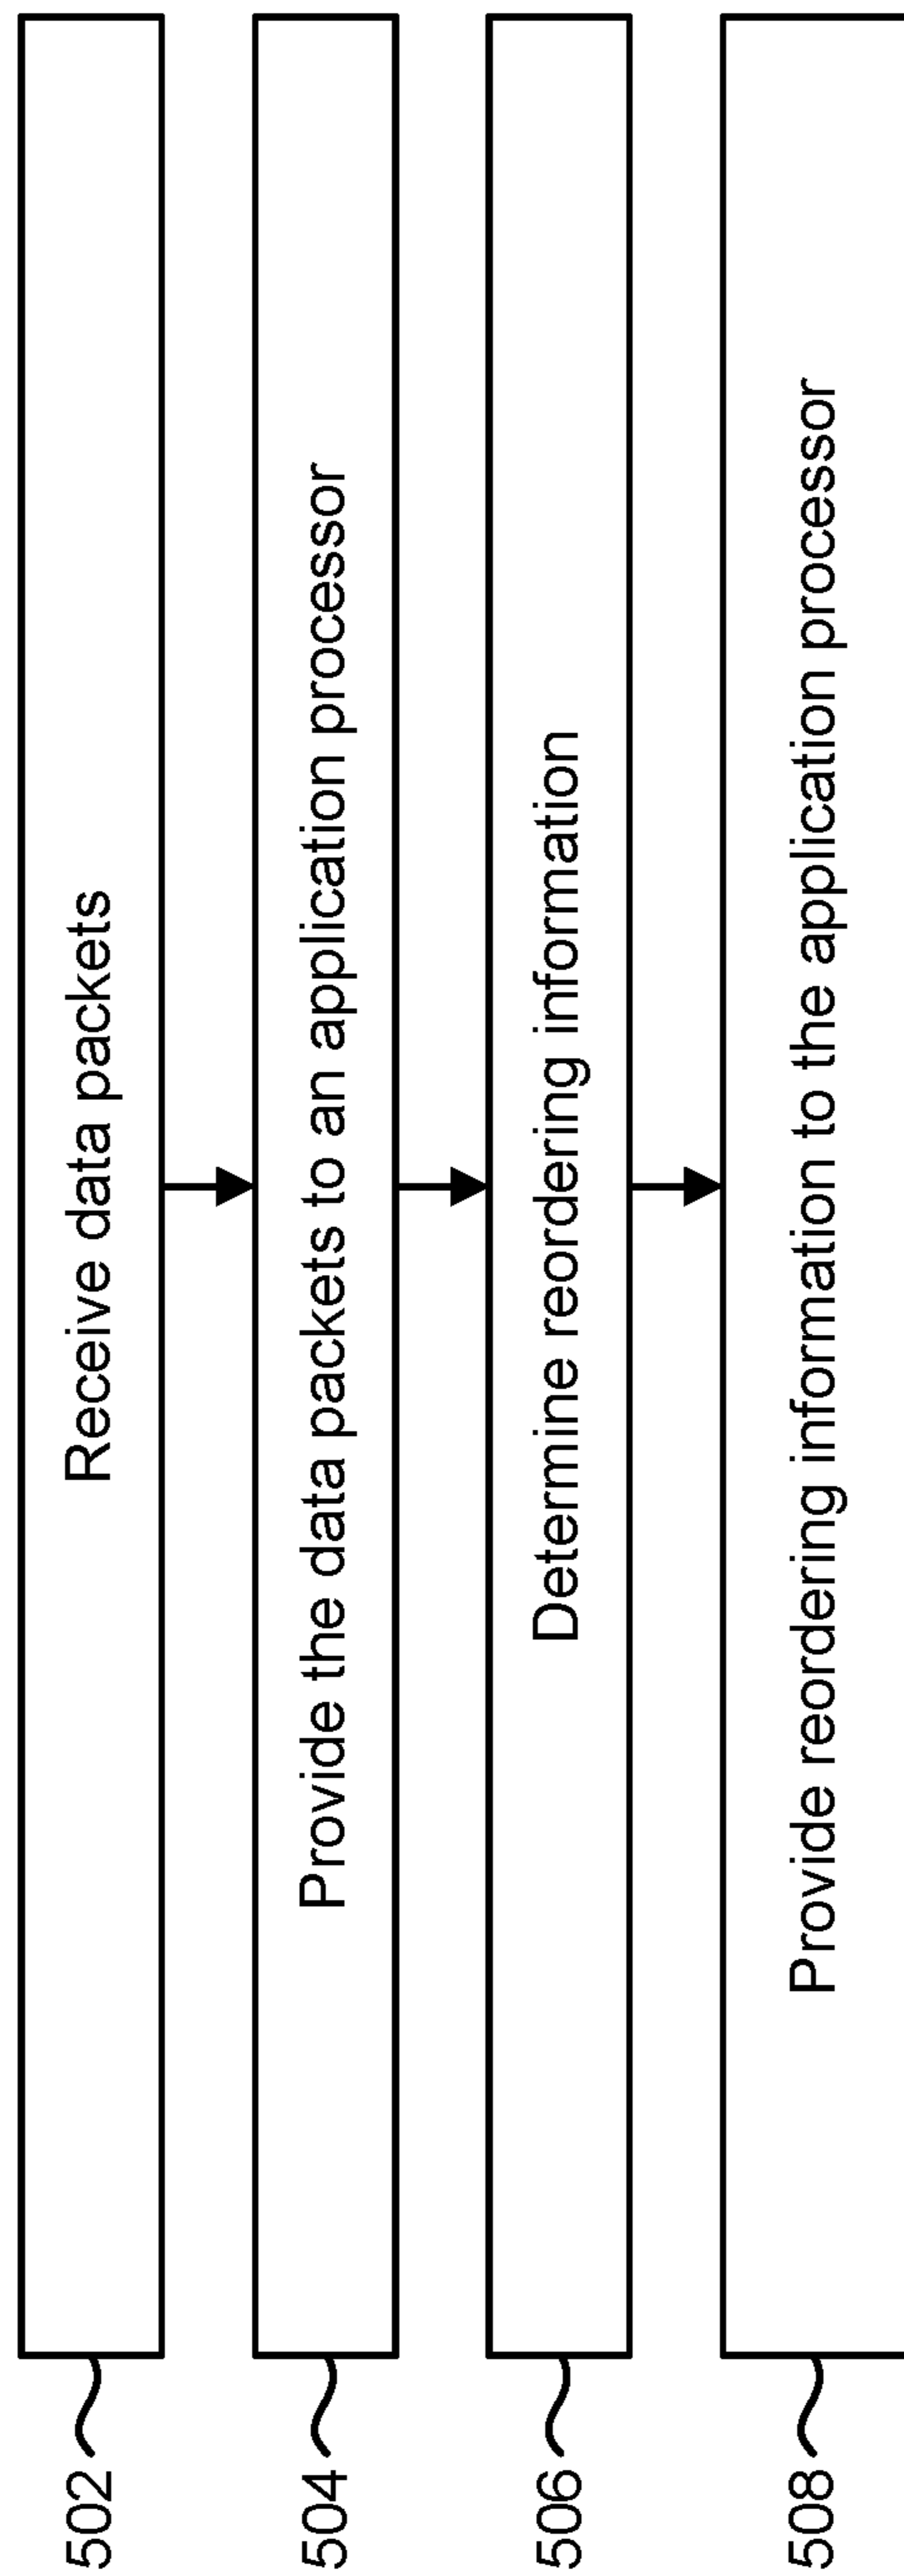 502
Receive data packets
504
Provide the data packets to an application processor
506
Determine reordering information
508
Provide reordering information to the application processor